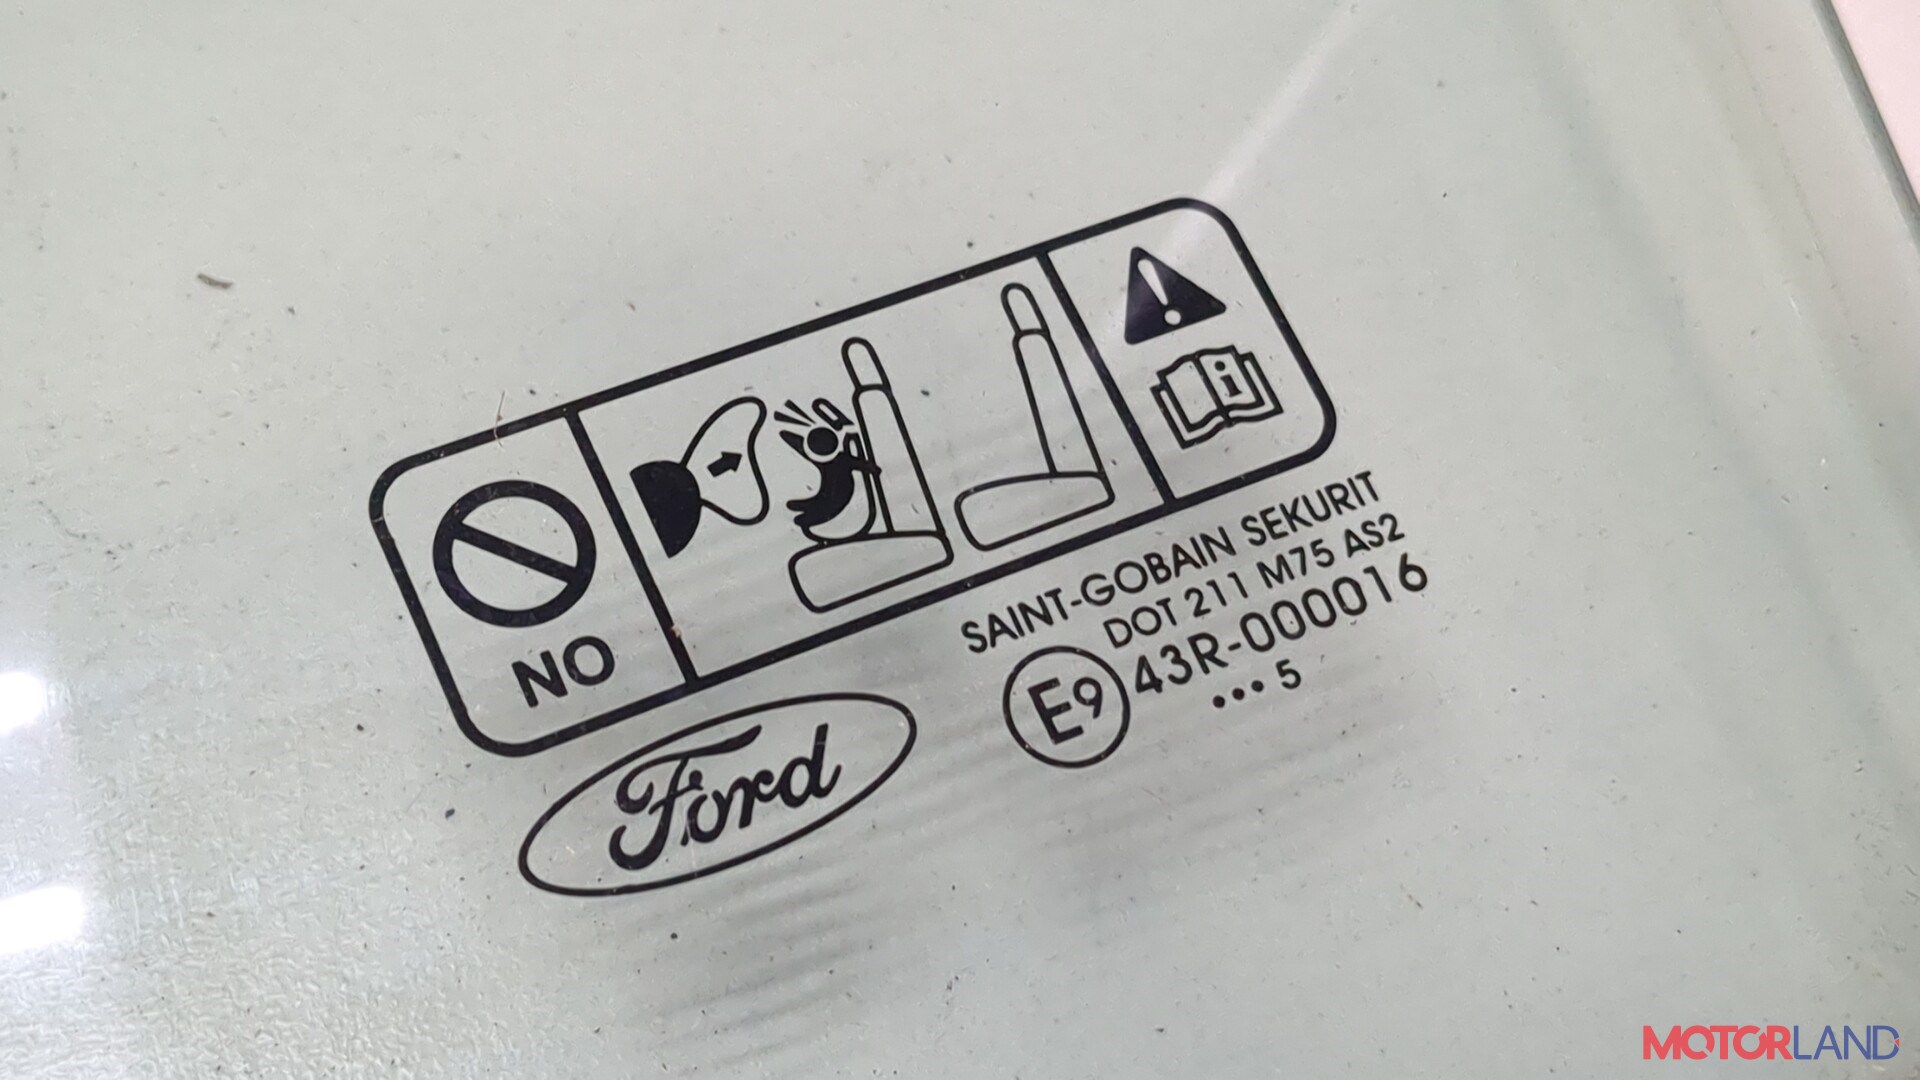 NO
SAINT-GOBAIN SEKURIT
DOT 211 M75 AS2
E9 43R-000016
••• 5
Ford
MOTORLAND